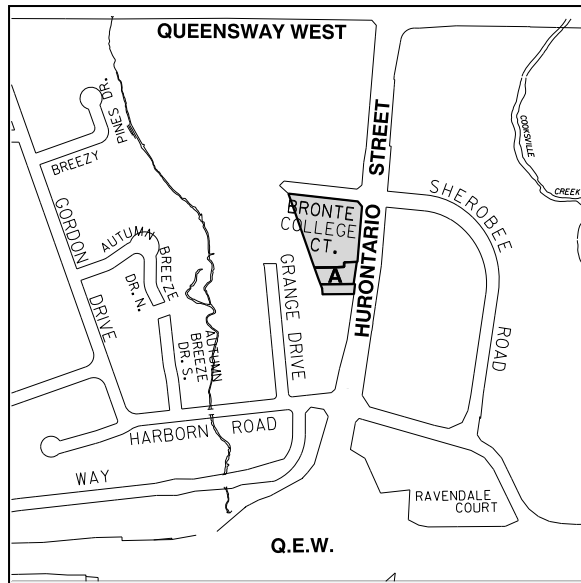 QUEENSWAY WEST
PINES DR.
BREEZY
GORDON
DRIVE
AUTUMN
BREEZE
DR. N.
AUTUMN
BREEZE
DR. S.
GRANGE DRIVE
BRONTE
COLLEGE
CT.
A
HURONTARIO STREET
SHEROBEE
ROAD
COOKSVILLE
CREEK
HARBORN ROAD
WAY
RAVENDALE
COURT
Q.E.W.